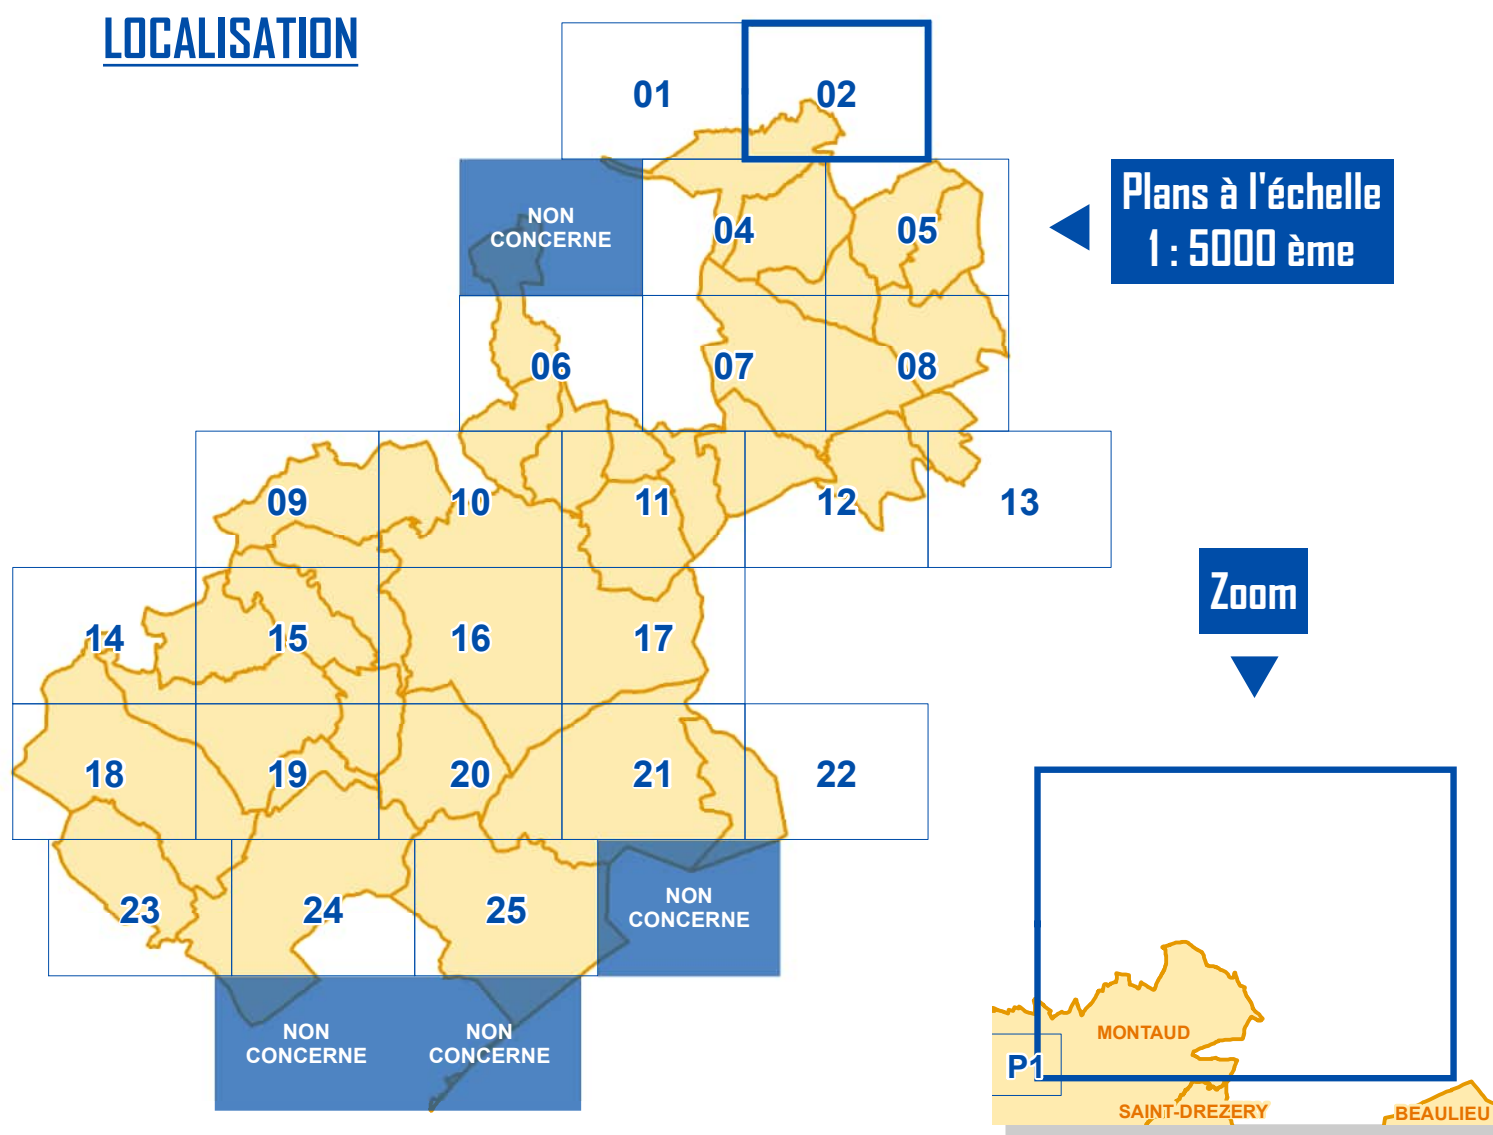 LOCALISATION
01
02
NON
CONCERNE
04
05
Plans à l'échelle
1 : 5000 ème
06
07
08
09
10
11
12
13
Zoom
14
15
16
17
18
19
20
21
22
23
24
25
NON
CONCERNE
NON
CONCERNE
NON
CONCERNE
MONTAUD
P1
SAINT-DREZERY
BEAULIEU